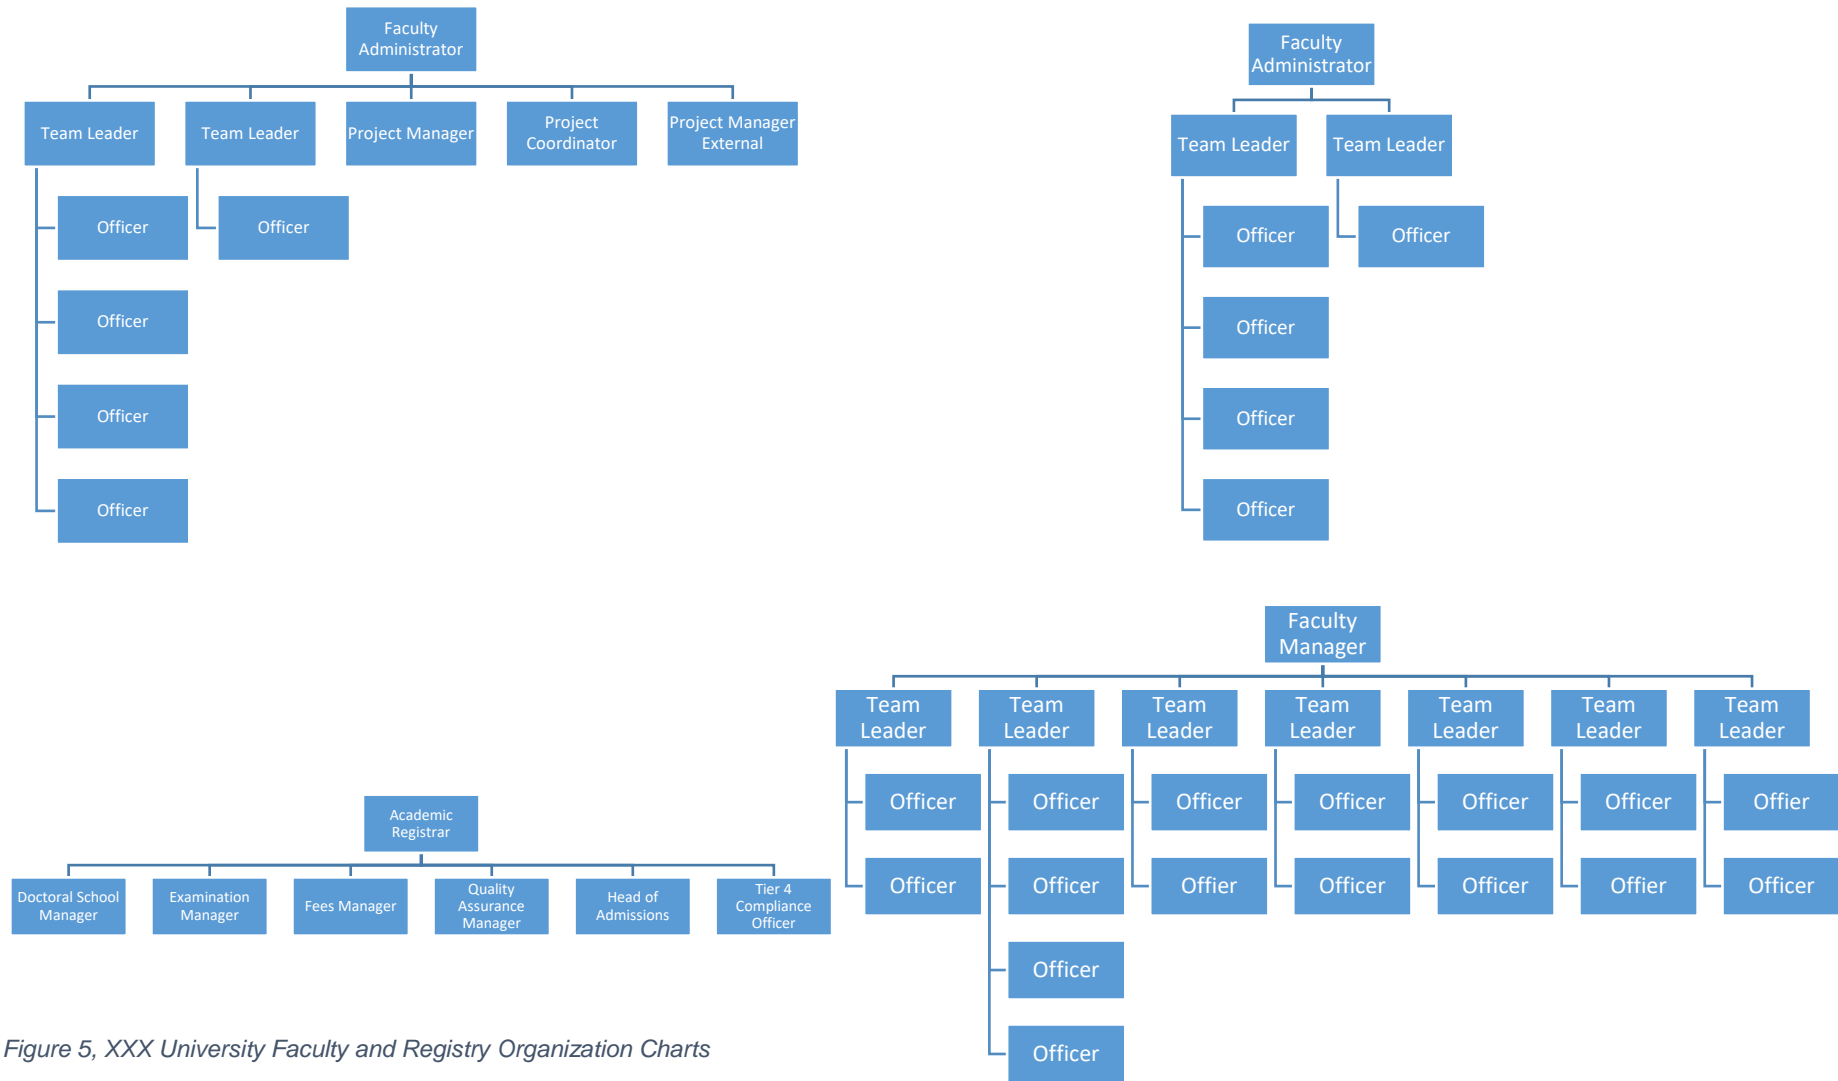 Faculty
Administrator
Team Leader
Team Leader
Project Manager
Project
Coordinator
Project Manager
External
Officer
Officer
Officer
Officer
Officer
Faculty
Administrator
Team Leader
Team Leader
Officer
Officer
Officer
Officer
Officer
Academic
Registrar
Doctoral School
Manager
Examination
Manager
Fees Manager
Quality
Assurance
Manager
Head of
Admissions
Tier 4
Compliance
Officer
Faculty
Manager
Team
Leader
Team
Leader
Team
Leader
Team
Leader
Team
Leader
Team
Leader
Team
Leader
Officer
Officer
Officer
Officer
Officer
Officer
Offier
Officer
Officer
Offier
Officer
Officer
Offier
Officer
Officer
Officer
Figure 5, XXX University Faculty and Registry Organization Charts